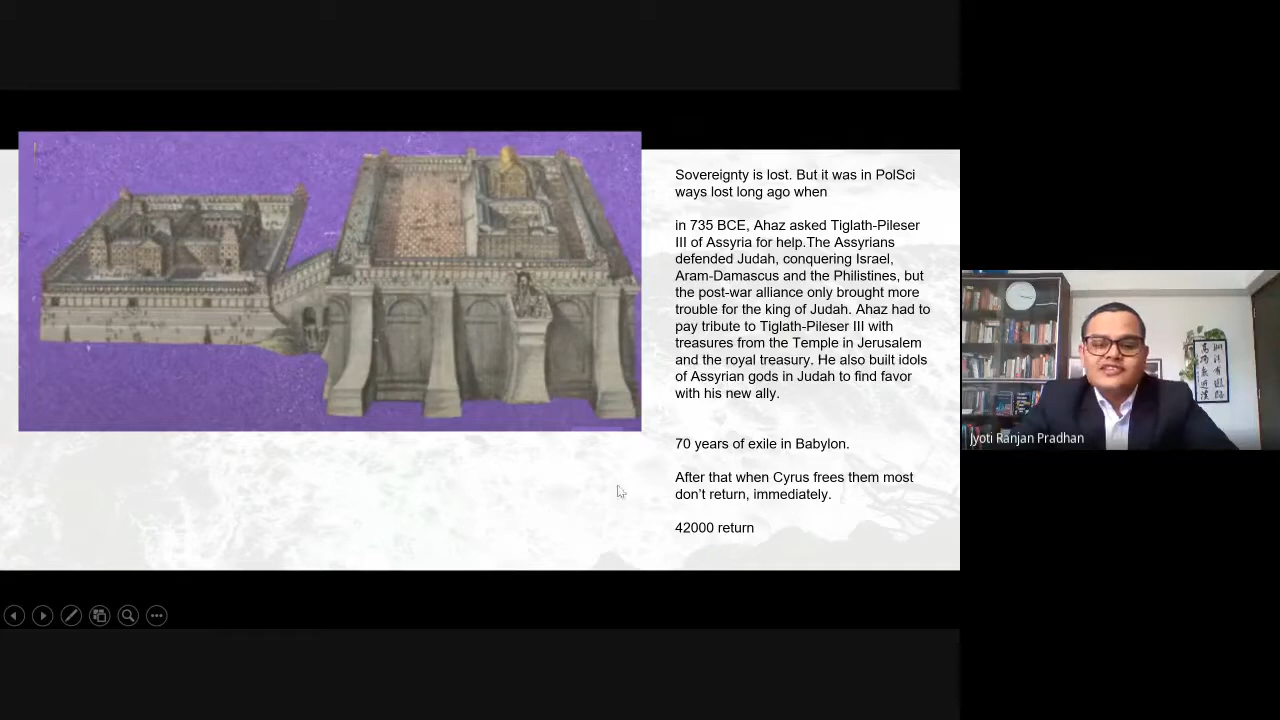 Sovereignty is lost. But it was in PolSci
ways lost long ago when
in 735 BCE, Ahaz asked Tiglath-Pileser
III of Assyria for help.The Assyrians
defended Judah, conquering Israel,
Aram-Damascus and the Philistines, but
the post-war alliance only brought more
trouble for the king of Judah. Ahaz had to
pay tribute to Tiglath-Pileser III with
treasures from the Temple in Jerusalem
and the royal treasury. He also built idols
of Assyrian gods in Judah to find favor
with his new ally.
70 years of exile in Babylon.
After that when Cyrus frees them most
don't return, immediately.
42000 return
Jyoti Ranjan Pradhan